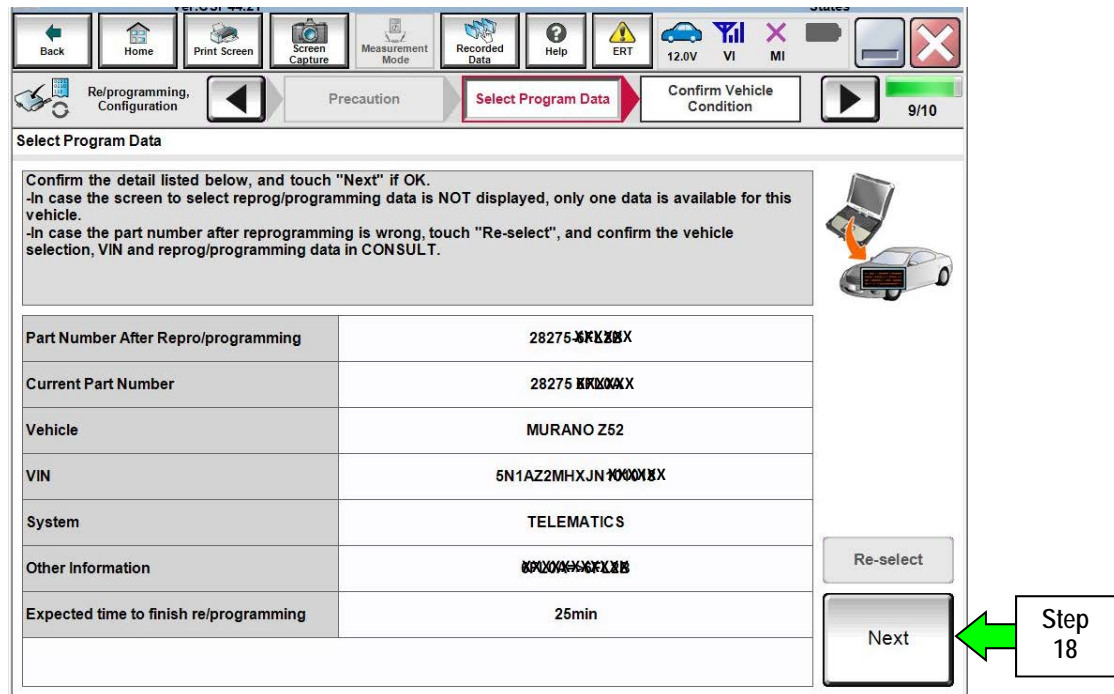 Back
Home
Print Screen
Screen Capture
Measurement Mode
Recorded Data
Help
ERT
12.0V
VI
MI
Re/programming, Configuration
Precaution
Select Program Data
Confirm Vehicle Condition
9/10
Select Program Data
Confirm the detail listed below, and touch "Next" if OK.
-In case the screen to select reprog/programming data is NOT displayed, only one data is available for this
vehicle.
-In case the part number after reprogramming is wrong, touch "Re-select", and confirm the vehicle
selection, VIN and reprog/programming data in CONSULT.
Part Number After Repro/programming
28275-
Current Part Number
28275
Vehicle
MURANO Z52
VIN
5N1AZ2MHXJN
System
TELEMATICS
Other Information
Expected time to finish re/programming
25min
Re-select
Next
Step
18